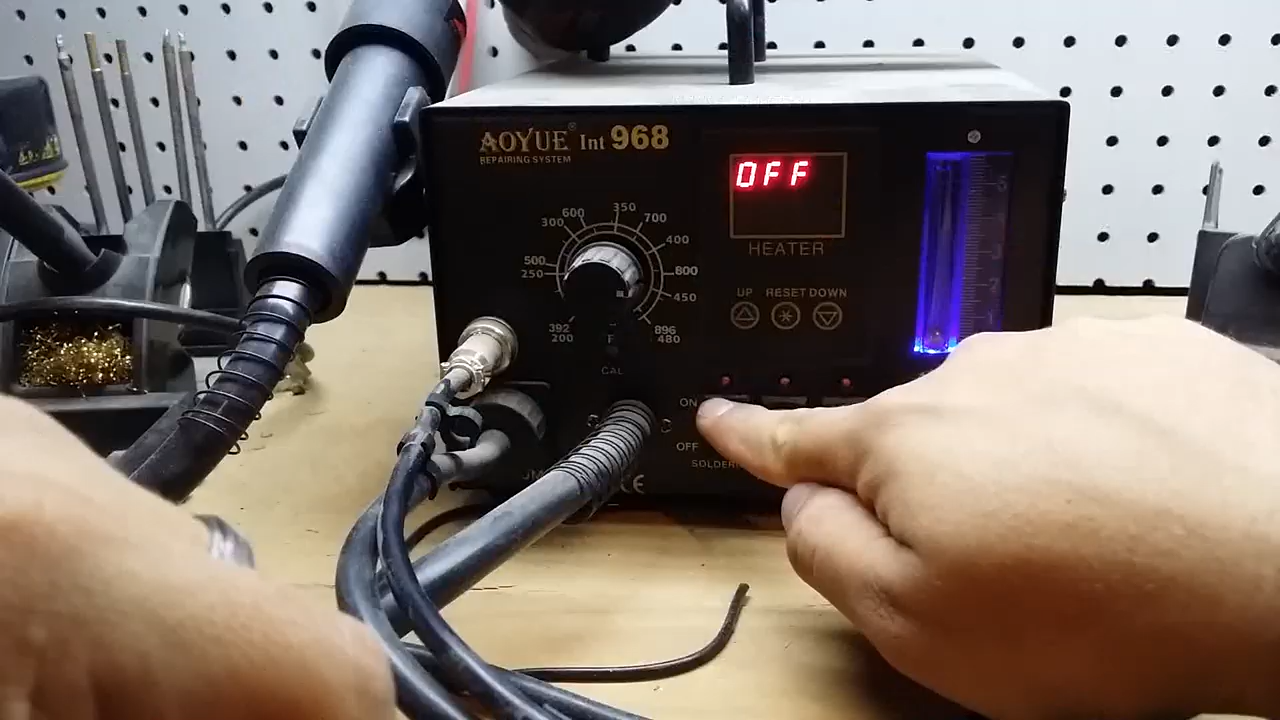 AOYUE® Int 968
REPAIRING SYSTEM
OFF
HEATER
UP RESET DOWN
350
600 700
300 400
500 800
250 450
392 896
200 480
CAL
ON
OFF
CE